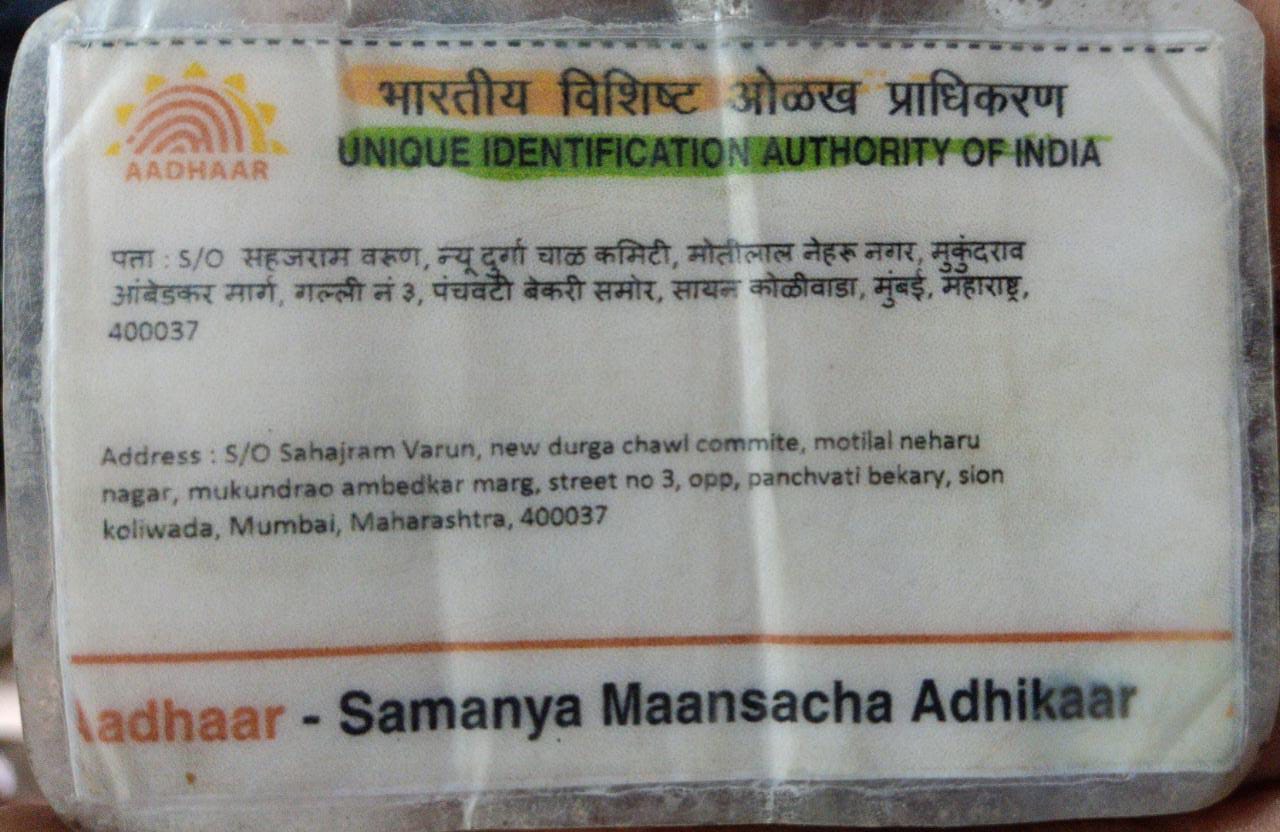 AADHAAR
भारतीय विशिष्ट ओळख प्राधिकरण
UNIQUE IDENTIFICATION AUTHORITY OF INDIA
पता : S/O सहजराम वरूण, न्यू दुर्गा चाळ कमिटी, मोतीलाल नेहरू नगर, मुकुंदराव
आंबेडकर मार्ग, गल्ली नं ३, पंचवटी बेकरी समोर, सायन कोळीवाडा, मुंबई, महाराष्ट्र,
400037
Address : S/O Sahajram Varun, new durga chawl commite, motilal neharu
nagar, mukundrao ambedkar marg, street no 3, opp, panchvati bekary, sion
koliwada, Mumbai, Maharashtra, 400037
Aadhaar - Samanya Maansacha Adhikaar